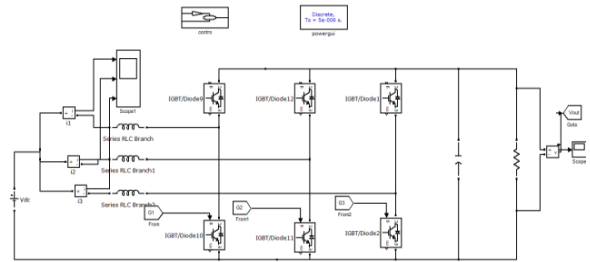 Discrete,
Ts = 5e-006 s.
powergui
contro
Scope1
IGBT/Diode9
IGBT/Diode12
IGBT/Diode1
i1
Series RLC Branch
Vout
Goto
i2
Series RLC Branch1
Scope
i3
Vdc
Series RLC Branch2
G1
From
G2
From1
G3
From2
IGBT/Diode10
IGBT/Diode11
IGBT/Diode2